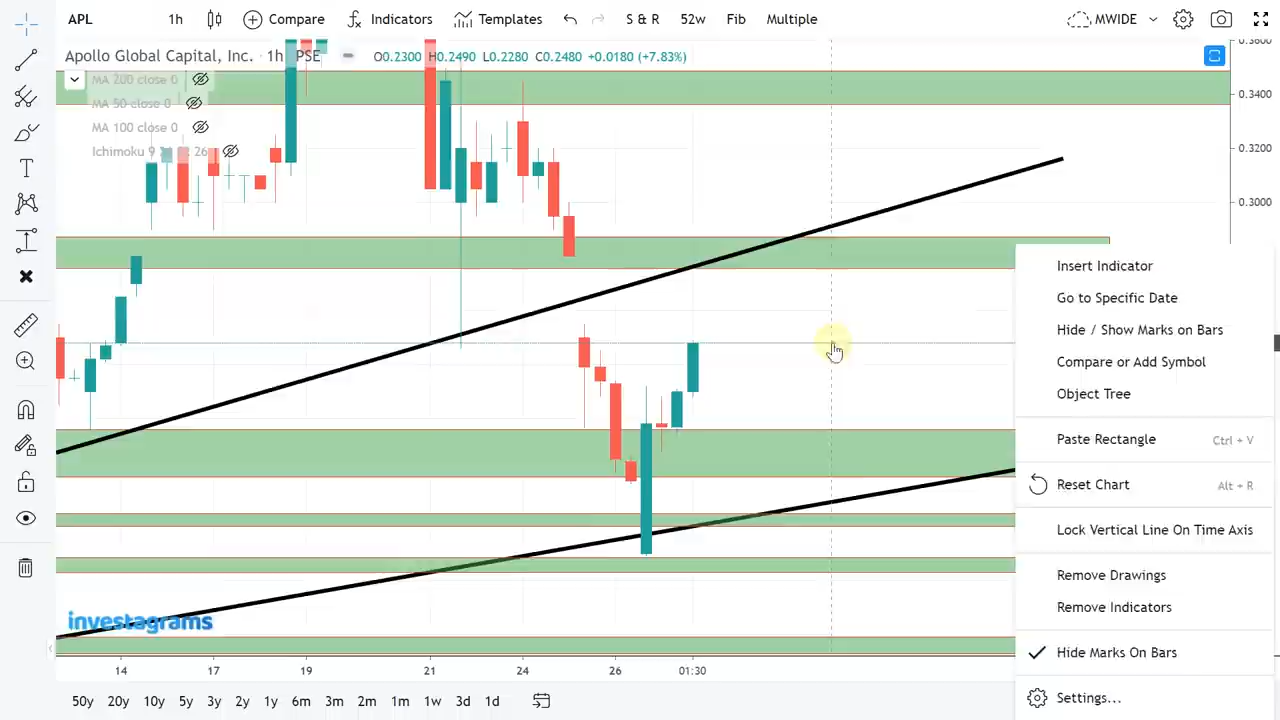 APL 1h Compare Indicators Templates S & R 52w Fib Multiple MWIDE
Apollo Global Capital, Inc. · 1h PSE O0.2300 H0.2490 L0.2280 C0.2480 +0.0180 (+7.83%)
MA 200 close 0
MA 50 close 0
MA 100 close 0
Ichimoku 9 26
0.3600
0.3400
0.3200
0.3000
Insert Indicator
Go to Specific Date
Hide / Show Marks on Bars
Compare or Add Symbol
Object Tree
Paste Rectangle Ctrl + V
Reset Chart Alt + R
Lock Vertical Line On Time Axis
Remove Drawings
Remove Indicators
Hide Marks On Bars
Settings...
investagrams
14 17 19 21 24 26 01:30
50y 20y 10y 5y 3y 2y 1y 6m 3m 2m 1m 1w 3d 1d